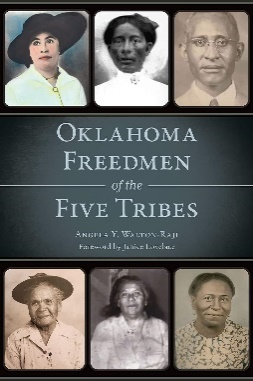 OKLAHOMA
FREEDMEN
of the
FIVE TRIBES
ANGELA Y. WALTON-RAJI
Foreword by